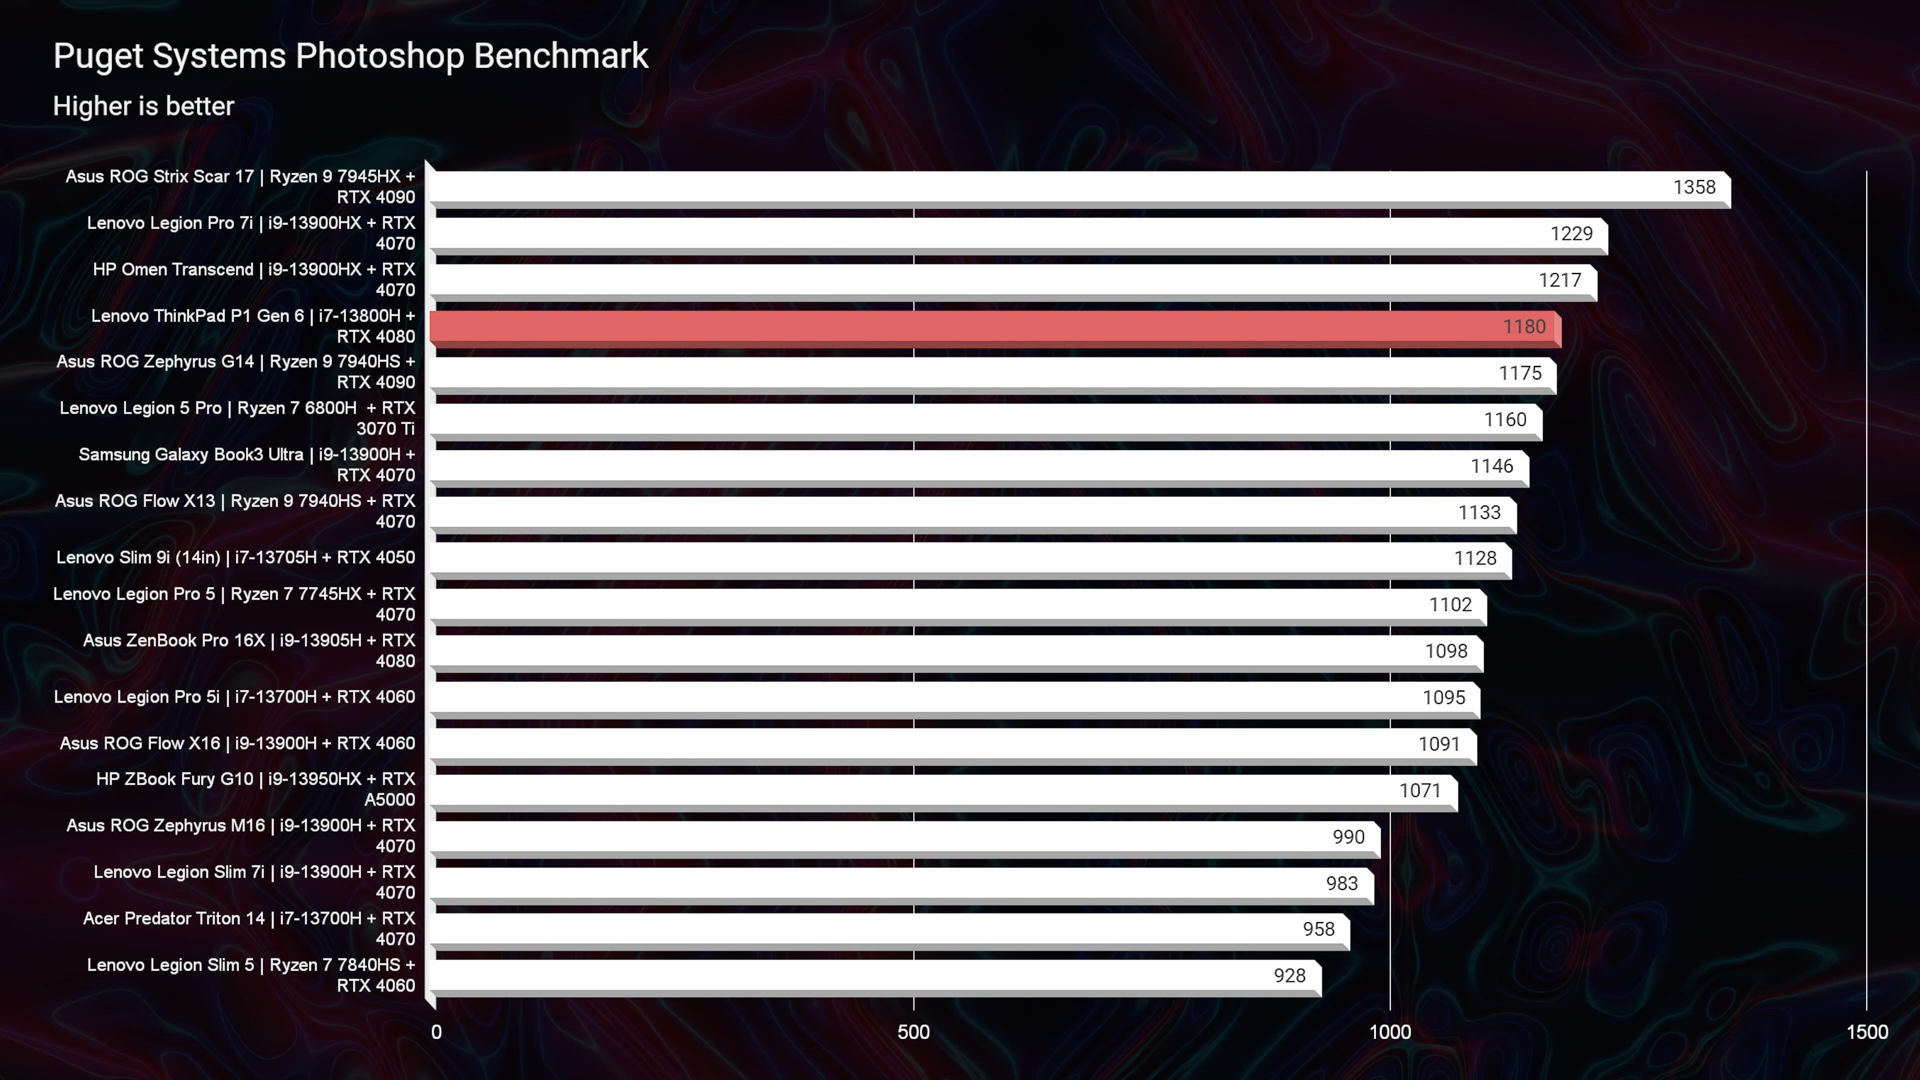 Puget Systems Photoshop Benchmark
Higher is better
Asus ROG Strix Scar 17 | Ryzen 9 7945HX +
RTX 4090
1358
Lenovo Legion Pro 7i | i9-13900HX + RTX
4070
1229
HP Omen Transcend | i9-13900HX + RTX
4070
1217
Lenovo ThinkPad P1 Gen 6 | i7-13800H +
RTX 4080
1180
Asus ROG Zephyrus G14 | Ryzen 9 7940HS +
RTX 4090
1175
Lenovo Legion 5 Pro | Ryzen 7 6800H + RTX
3070 Ti
1160
Samsung Galaxy Book3 Ultra | i9-13900H +
RTX 4070
1146
Asus ROG Flow X13 | Ryzen 9 7940HS + RTX
4070
1133
Lenovo Slim 9i (14in) | i7-13705H + RTX 4050
1128
Lenovo Legion Pro 5 | Ryzen 7 7745HX + RTX
4070
1102
Asus ZenBook Pro 16X | i9-13905H + RTX
4080
1098
Lenovo Legion Pro 5i | i7-13700H + RTX 4060
1095
Asus ROG Flow X16 | i9-13900H + RTX 4060
1091
HP ZBook Fury G10 | i9-13950HX + RTX
A5000
1071
Asus ROG Zephyrus M16 | i9-13900H + RTX
4070
990
Lenovo Legion Slim 7i | i9-13900H + RTX
4070
983
Acer Predator Triton 14 | i7-13700H + RTX
4070
958
Lenovo Legion Slim 5 | Ryzen 7 7840HS +
RTX 4060
928
0 500 1000 1500